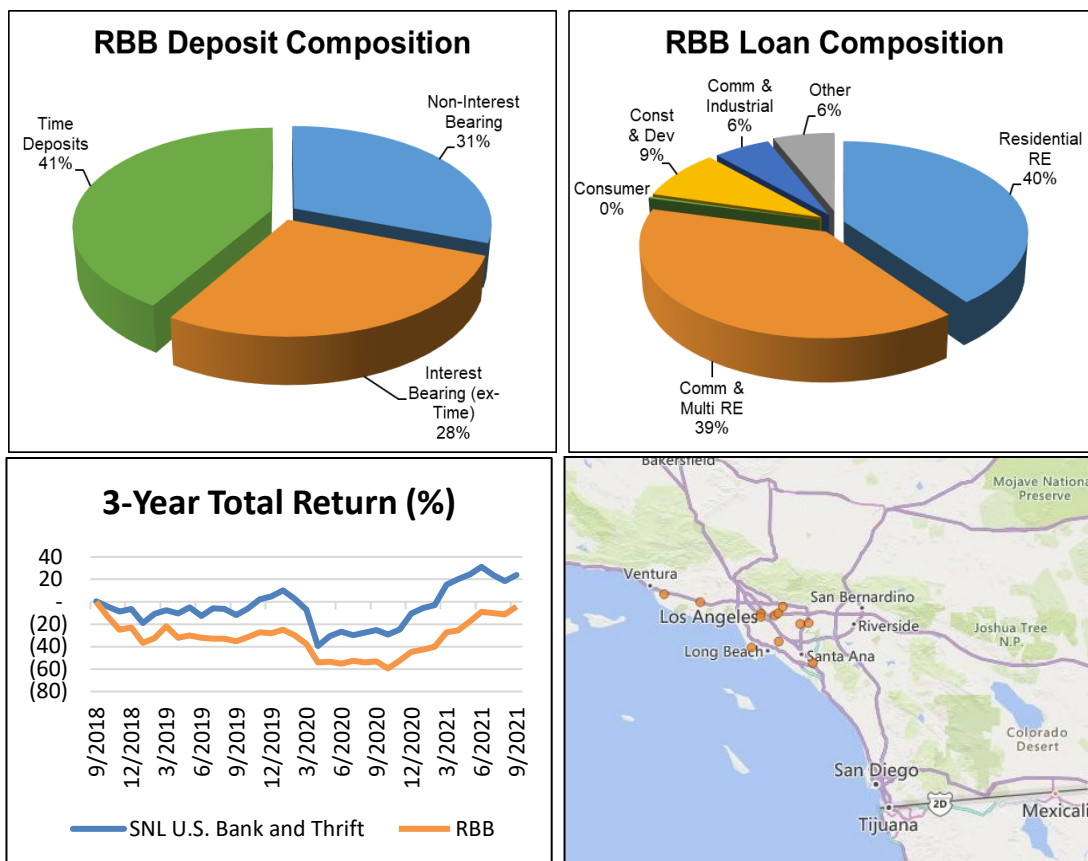 RBB Deposit Composition
Time
Deposits
41%
Non-Interest
Bearing
31%
Interest
Bearing (ex-
Time)
28%
RBB Loan Composition
Consumer
0%
Const
& Dev
9%
Comm &
Industrial
6%
Other
6%
Residential
RE
40%
Comm &
Multi RE
39%
3-Year Total Return (%)
40
20
-
(20)
(40)
(60)
(80)
9/2018
12/2018
3/2019
6/2019
9/2019
12/2019
3/2020
6/2020
9/2020
12/2020
3/2021
6/2021
9/2021
SNL U.S. Bank and Thrift
RBB
Bakersfield
Mojave Nationa
Preserve
Ventura
San Bernardino
Los Angeles
Riverside
Joshua Tree
N.P.
Long Beach
Santa Ana
Colorado
Desert
San Diego
2D
Tijuana
Mexicali